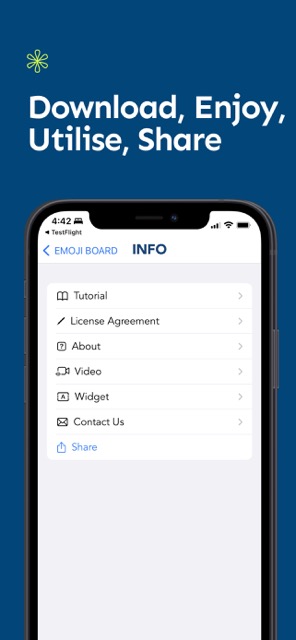 Download, Enjoy,
Utilise, Share
4:42
TestFlight
EMOJI BOARD
INFO
Tutorial
License Agreement
? About
Video
A Widget
Contact Us
Share